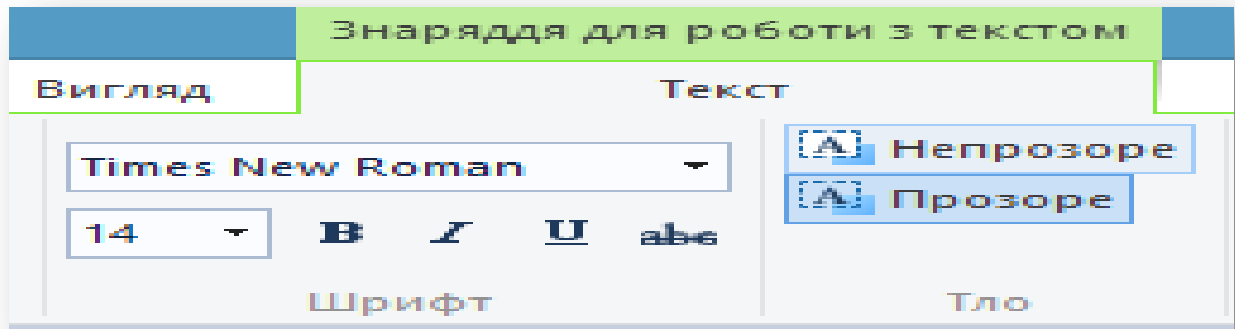 Знаряддя для роботи з текстом
Вигляд Текст
Times New Roman
14 B I U abc
Шрифт
Непрозоре
Прозоре
Тло